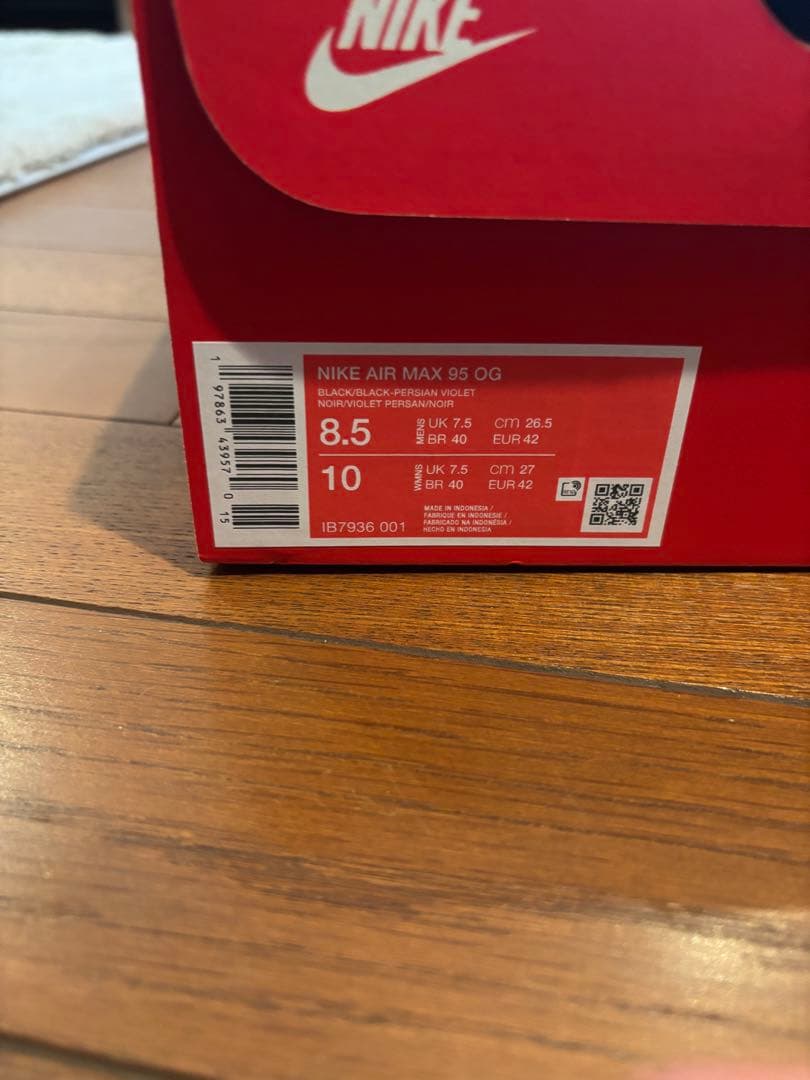 NIKE
NIKE AIR MAX 95 OG
BLACK/BLACK-PERSIAN VIOLET
NOIR/VIOLET PERSAN/NOIR
8.5 MENS UK 7.5 cm 26.5
BR 40 EUR 42
10 WMNS UK 7.5 cm 27
BR 40 EUR 42
IB7936 001
MADE IN INDONESIA /
FABRIQUE EN INDONESIE /
FABRICADO NA INDONÉSIA /
HECHO EN INDONESIA
1 97863 43957 0 15